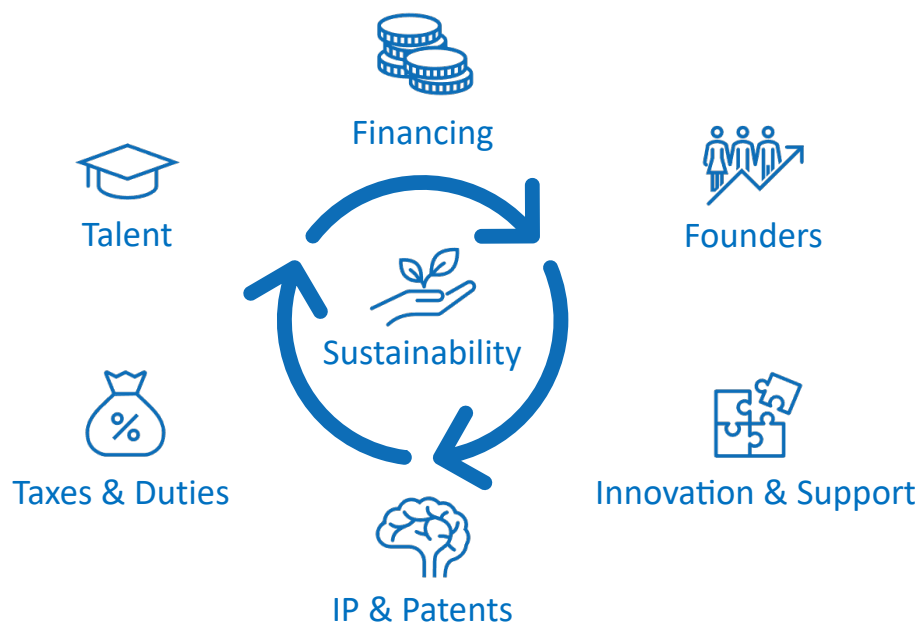 Financing
Talent
Founders
Sustainability
%
Taxes & Duties
Innovation & Support
IP & Patents